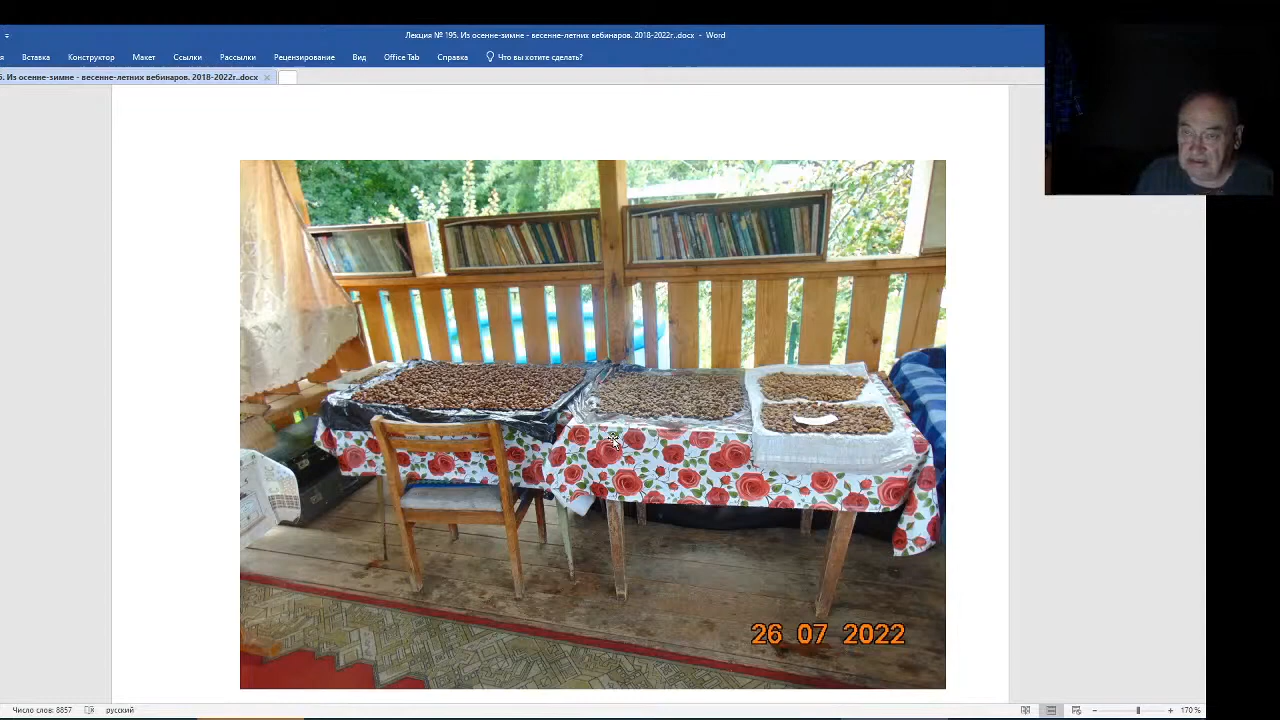 Лекция № 195. Из осенне-зимне - весенне-летних вебинаров. 2018-2022г..docx - Word
я Вставка Конструктор Макет Ссылки Рассылки Рецензирование Вид Office Tab Справка Что вы хотите сделать?
5. Из осенне-зимне - весенне-летних вебинаров. 2018-2022г..docx
26 07 2022
Число слов: 8857 русский 170 %